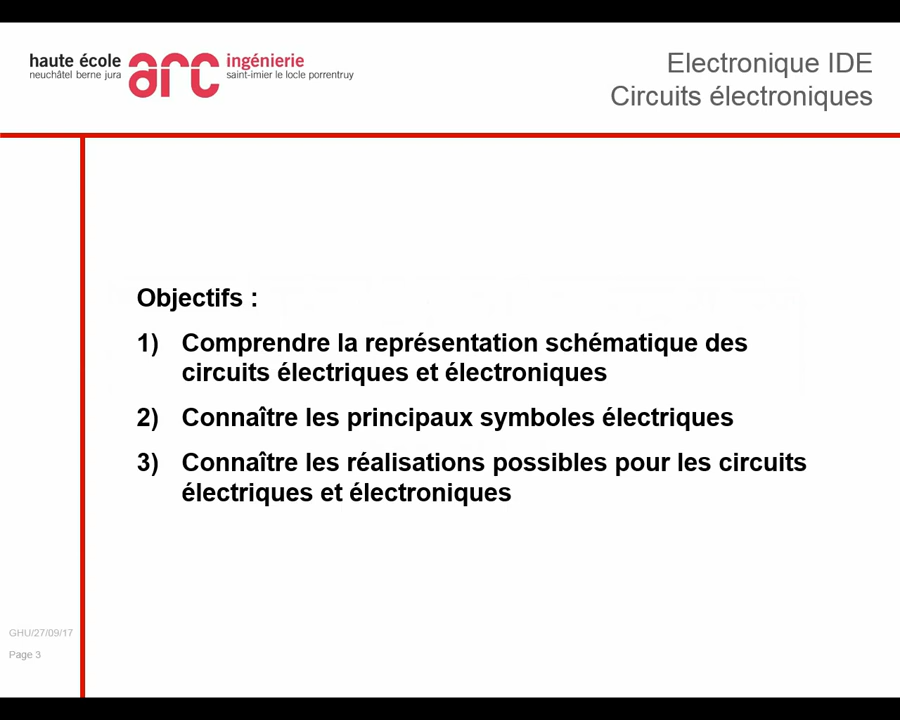 haute école
neuchâtel berne jura
arc
ingénierie
saint-imier le locle porrentruy
Electronique IDE
Circuits électroniques
Objectifs :
1) Comprendre la représentation schématique des
circuits électriques et électroniques
2) Connaître les principaux symboles électriques
3) Connaître les réalisations possibles pour les circuits
électriques et électroniques
GHU/27/09/17
Page 3